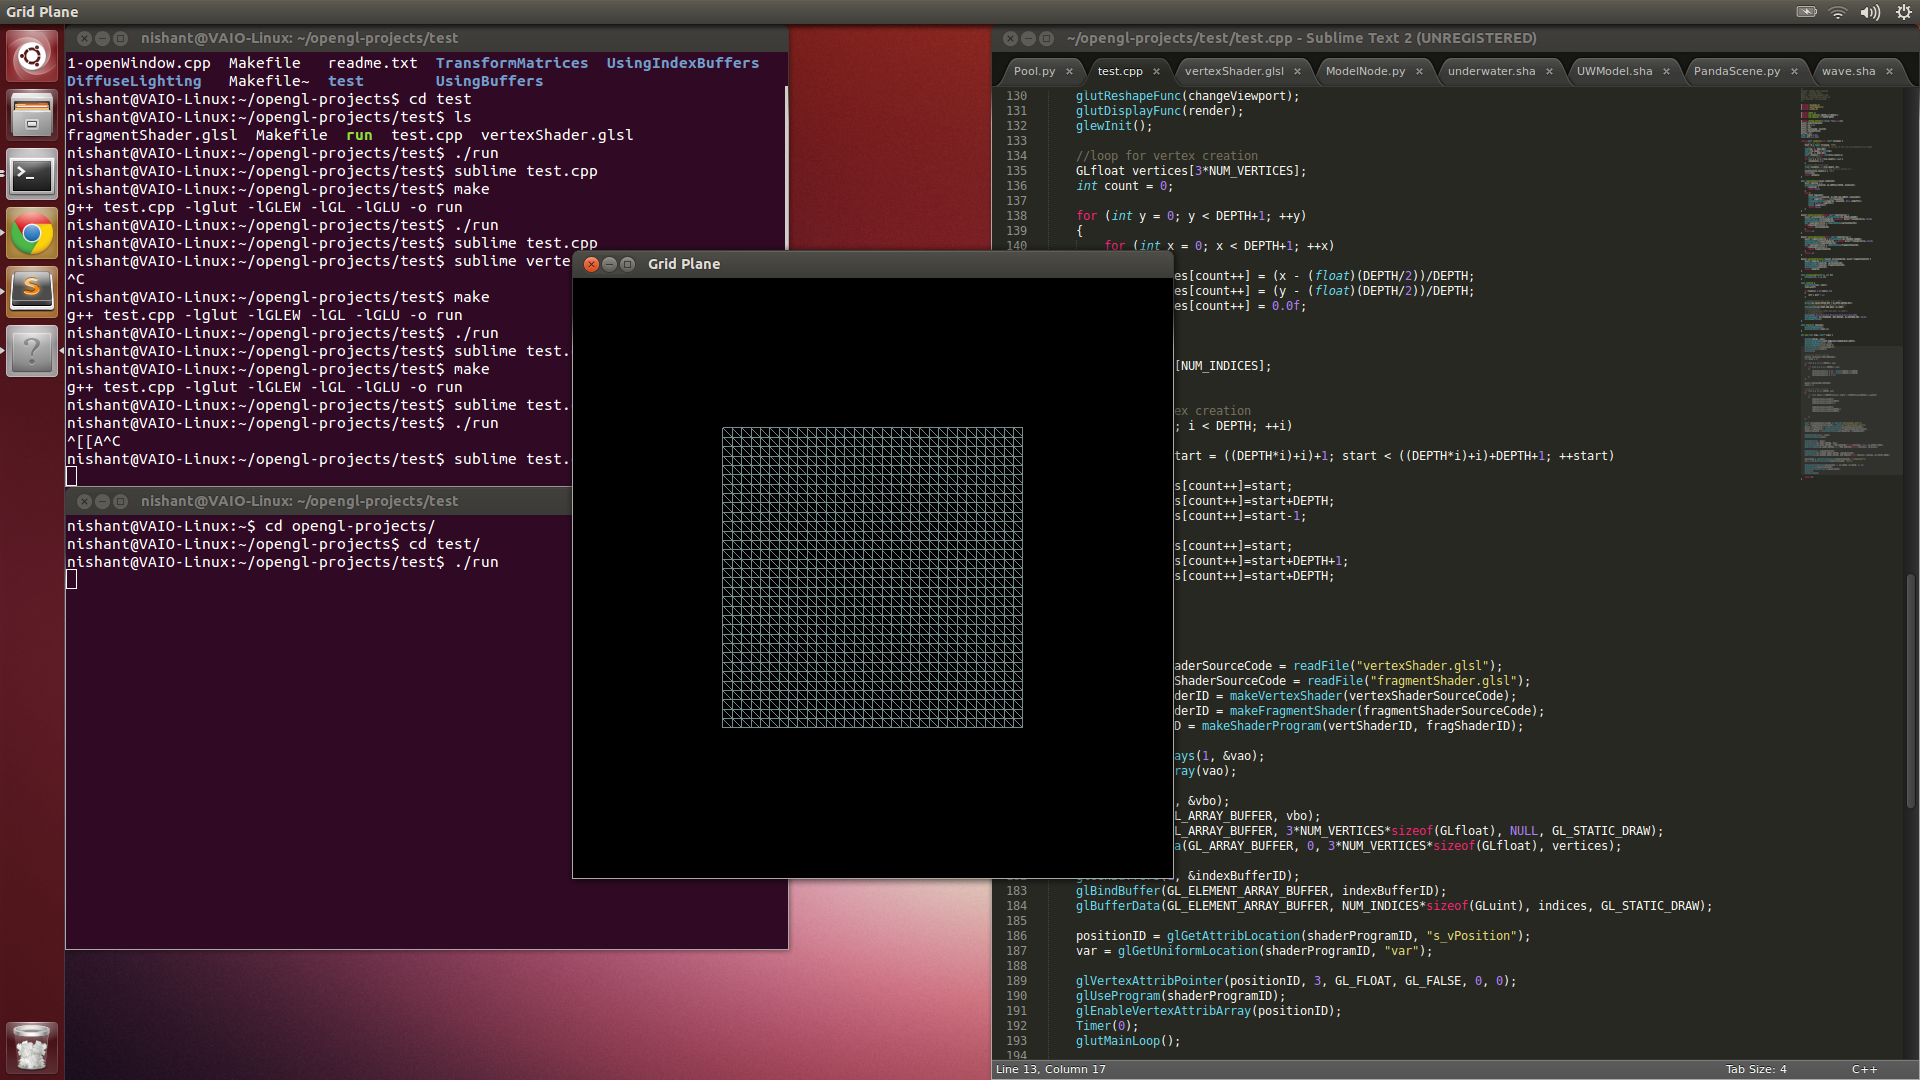 Grid Plane
nishant@VAIO-Linux: ~/opengl-projects/test
1-openWindow.cpp  Makefile   readme.txt  TransformMatrices  UsingIndexBuffers
DiffuseLighting   Makefile~  test        UsingBuffers
nishant@VAIO-Linux:~/opengl-projects$ cd test
nishant@VAIO-Linux:~/opengl-projects/test$ ls
fragmentShader.glsl  Makefile  run  test.cpp  vertexShader.glsl
nishant@VAIO-Linux:~/opengl-projects/test$ ./run
nishant@VAIO-Linux:~/opengl-projects/test$ sublime test.cpp
nishant@VAIO-Linux:~/opengl-projects/test$ make
g++ test.cpp -lglut -lGLEW -lGL -lGLU -o run
nishant@VAIO-Linux:~/opengl-projects/test$ ./run
nishant@VAIO-Linux:~/opengl-projects/test$ sublime test.cpp
nishant@VAIO-Linux:~/opengl-projects/test$ sublime verte
^C
nishant@VAIO-Linux:~/opengl-projects/test$ make
g++ test.cpp -lglut -lGLEW -lGL -lGLU -o run
nishant@VAIO-Linux:~/opengl-projects/test$ ./run
nishant@VAIO-Linux:~/opengl-projects/test$ sublime test.
nishant@VAIO-Linux:~/opengl-projects/test$ make
g++ test.cpp -lglut -lGLEW -lGL -lGLU -o run
nishant@VAIO-Linux:~/opengl-projects/test$ sublime test.
nishant@VAIO-Linux:~/opengl-projects/test$ ./run
^[[A^C
nishant@VAIO-Linux:~/opengl-projects/test$ sublime test.
nishant@VAIO-Linux: ~/opengl-projects/test
nishant@VAIO-Linux:~$ cd opengl-projects/
nishant@VAIO-Linux:~/opengl-projects$ cd test/
nishant@VAIO-Linux:~/opengl-projects/test$ ./run
Grid Plane
~/opengl-projects/test/test.cpp - Sublime Text 2 (UNREGISTERED)
Pool.py × test.cpp × vertexShader.glsl × ModelNode.py × underwater.sha × UWModel.sha × PandaScene.py × wave.sha ×
130 glutReshapeFunc(changeViewport);
131 glutDisplayFunc(render);
132 glewInit();
133
134 //loop for vertex creation
135 GLfloat vertices[3*NUM_VERTICES];
136 int count = 0;
137
138 for (int y = 0; y < DEPTH+1; ++y)
139 {
140 for (int x = 0; x < DEPTH+1; ++x)
es[count++] = (x - (float)(DEPTH/2))/DEPTH;
es[count++] = (y - (float)(DEPTH/2))/DEPTH;
es[count++] = 0.0f;
[NUM_INDICES];
ex creation
; i < DEPTH; ++i)
tart = ((DEPTH*i)+i)+1; start < ((DEPTH*i)+i)+DEPTH+1; ++start)
s[count++]=start;
s[count++]=start+DEPTH;
s[count++]=start-1;
s[count++]=start;
s[count++]=start+DEPTH+1;
s[count++]=start+DEPTH;
aderSourceCode = readFile("vertexShader.glsl");
ShaderSourceCode = readFile("fragmentShader.glsl");
derID = makeVertexShader(vertexShaderSourceCode);
derID = makeFragmentShader(fragmentShaderSourceCode);
D = makeShaderProgram(vertShaderID, fragShaderID);
ays(1, &vao);
ray(vao);
, &vbo);
L_ARRAY_BUFFER, vbo);
L_ARRAY_BUFFER, 3*NUM_VERTICES*sizeof(GLfloat), NULL, GL_STATIC_DRAW);
a(GL_ARRAY_BUFFER, 0, 3*NUM_VERTICES*sizeof(GLfloat), vertices);
, &indexBufferID);
183 glBindBuffer(GL_ELEMENT_ARRAY_BUFFER, indexBufferID);
184 glBufferData(GL_ELEMENT_ARRAY_BUFFER, NUM_INDICES*sizeof(GLuint), indices, GL_STATIC_DRAW);
185
186 positionID = glGetAttribLocation(shaderProgramID, "s_vPosition");
187 var = glGetUniformLocation(shaderProgramID, "var");
188
189 glVertexAttribPointer(positionID, 3, GL_FLOAT, GL_FALSE, 0, 0);
190 glUseProgram(shaderProgramID);
191 glEnableVertexAttribArray(positionID);
192 Timer(0);
193 glutMainLoop();
194
Line 13, Column 17
Tab Size: 4
C++